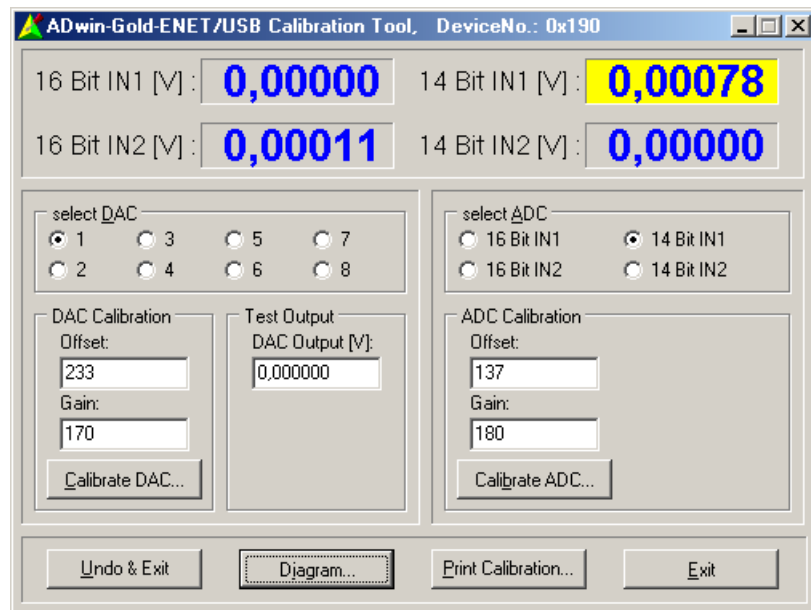 ADwin-Gold-ENET/USB Calibration Tool, DeviceNo.: 0x190
16 Bit IN1 [V] : 0,00000 14 Bit IN1 [V] : 0,00078
16 Bit IN2 [V] : 0,00011 14 Bit IN2 [V] : 0,00000
select DAC
1 3 5 7
2 4 6 8
select ADC
16 Bit IN1 14 Bit IN1
16 Bit IN2 14 Bit IN2
DAC Calibration
Offset:
233
Gain:
170
Calibrate DAC...
Test Output
DAC Output [V]:
0,000000
ADC Calibration
Offset:
137
Gain:
180
Calibrate ADC...
Undo & Exit Diagram... Print Calibration... Exit